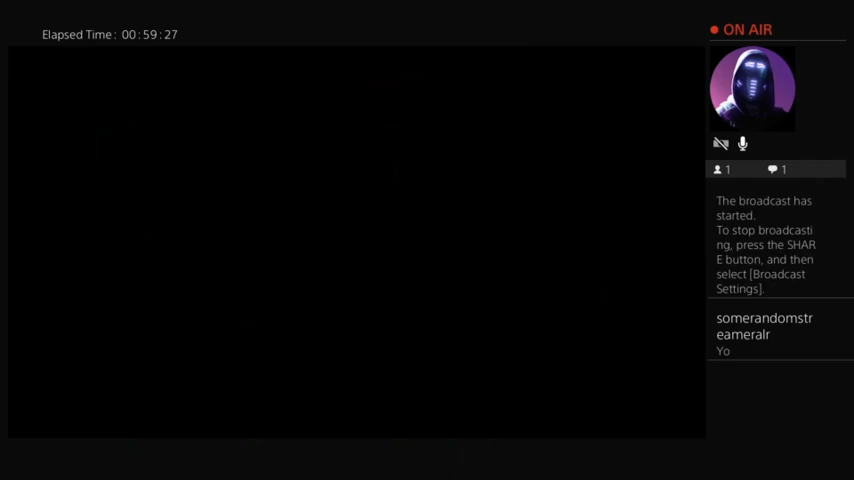 Elapsed Time: 00:59:27
ON AIR
1 1
The broadcast has
started.
To stop broadcasti
ng, press the SHAR
E button, and then
select [Broadcast
Settings].
somerandomstr
eameralr
Yo